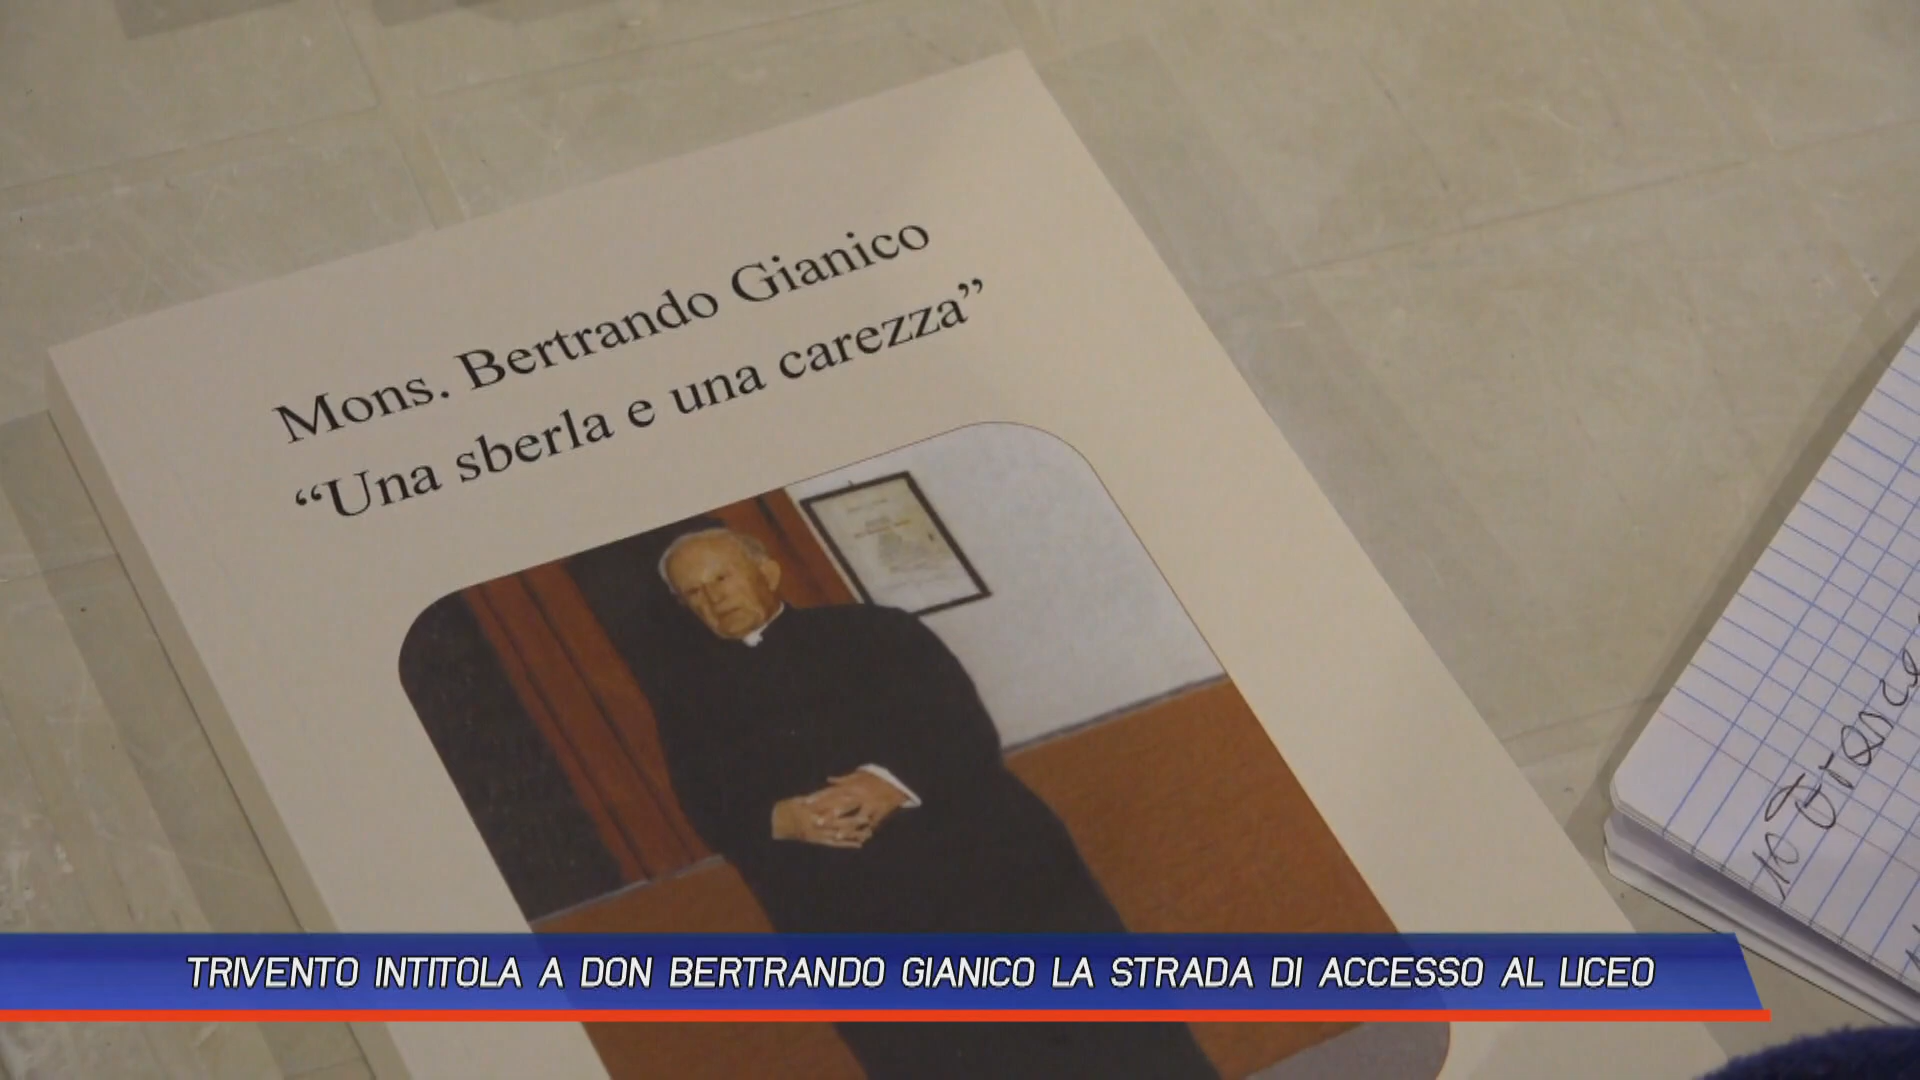 Mons. Bertrando Gianico
“Una sberla e una carezza”
TRIVENTO INTITOLA A DON BERTRANDO GIANICO LA STRADA DI ACCESSO AL LICEO